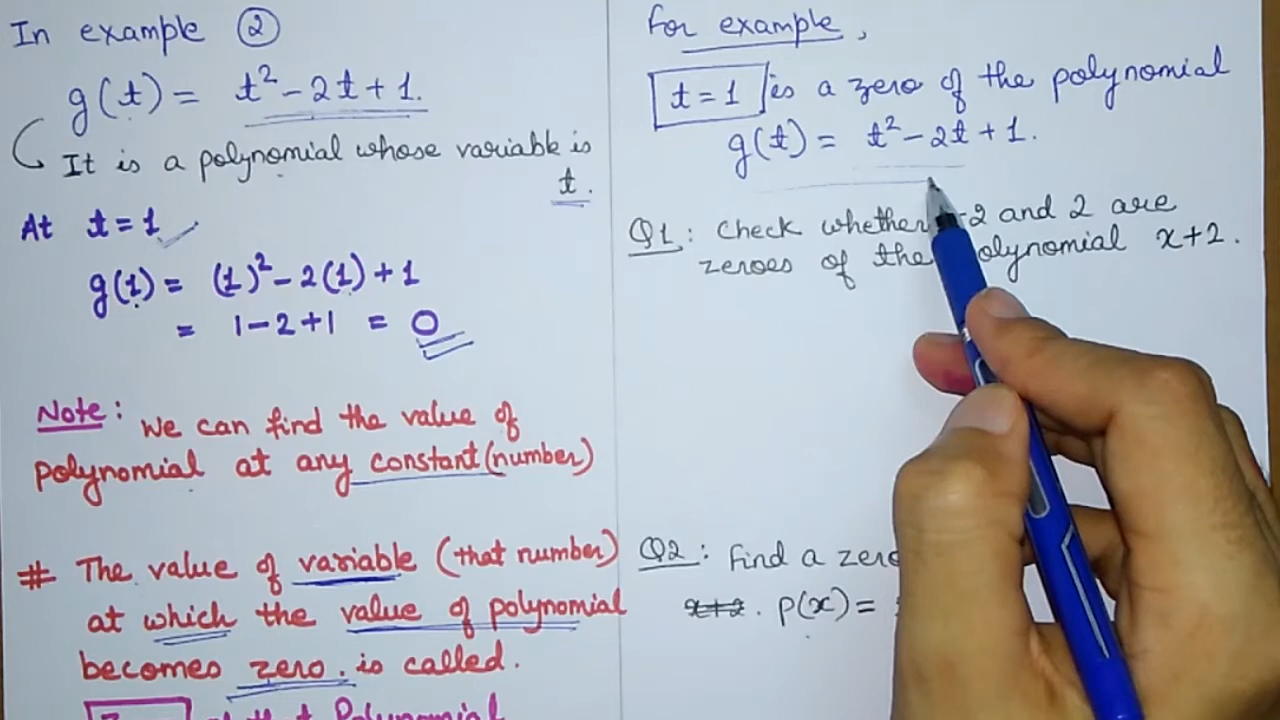 In example ②
g(t) = t² - 2t + 1.
It is a polynomial whose variable is
t.
At t = 1
g(1) = (1)² - 2(1) + 1
= 1 - 2 + 1 = 0
Note: We can find the value of
polynomial at any constant (number)
# The value of variable (that number)
at which the value of polynomial
becomes zero. is called.
Polynomial
For example,
t = 1 is a zero of the polynomial
g(t) = t² - 2t + 1.
Q1: Check whether -2 and 2 are
zeroes of the polynomial x+2.
Q2: Find a zero
x+2. p(x) =